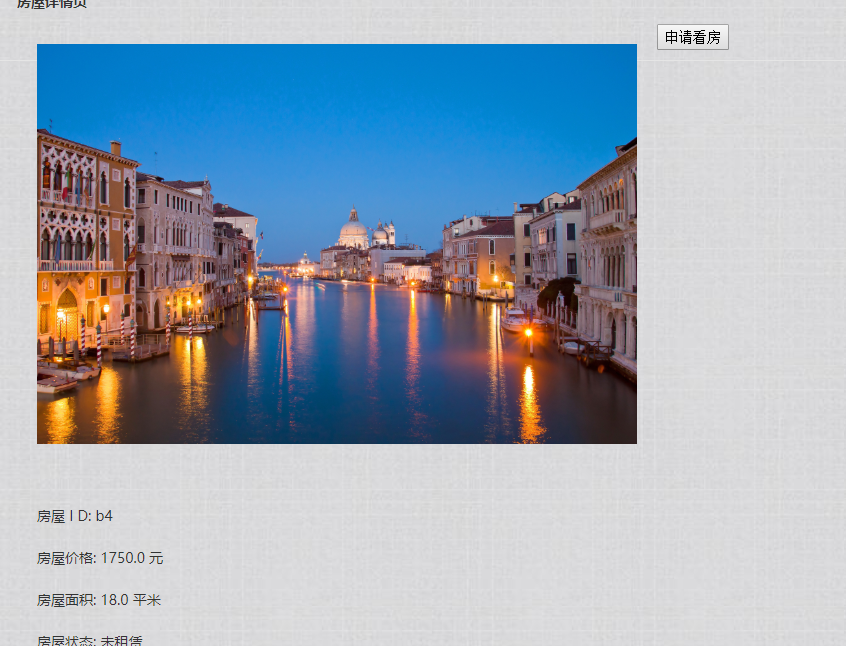 房屋详情页
申请看房
房屋 I D: b4
房屋价格: 1750.0 元
房屋面积: 18.0 平米
房屋状态: 未租赁